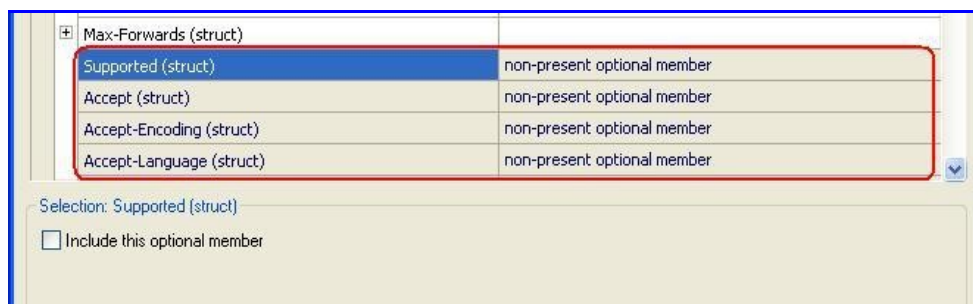 Max-Forwards (struct)
Supported (struct) non-present optional member
Accept (struct) non-present optional member
Accept-Encoding (struct) non-present optional member
Accept-Language (struct) non-present optional member
Selection: Supported (struct)
Include this optional member